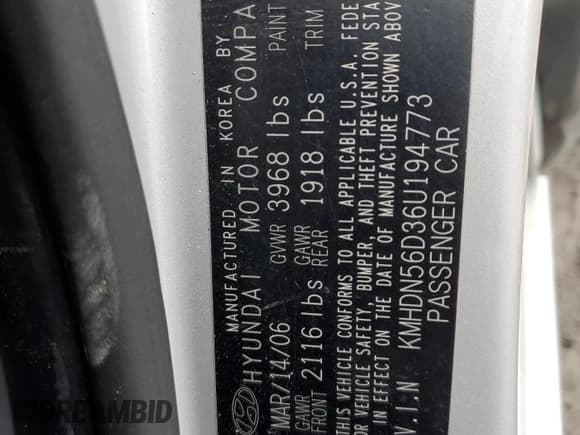 MANUFACTURED IN KOREA BY
HYUNDAI MOTOR COMPA
MAR/14/06 GVWR 3968 lbs PAINT
GAWR FRONT 2116 lbs GAWR REAR 1918 lbs TRIM
THIS VEHICLE CONFORMS TO ALL APPLICABLE U.S.A. FEDE
R VEHICLE SAFETY, BUMPER, AND THEFT PREVENTION STA
IN EFFECT ON THE DATE OF MANUFACTURE SHOWN ABOV
V.I.N KMHDN56D36U194773
PASSENGER CAR
DREAMBID